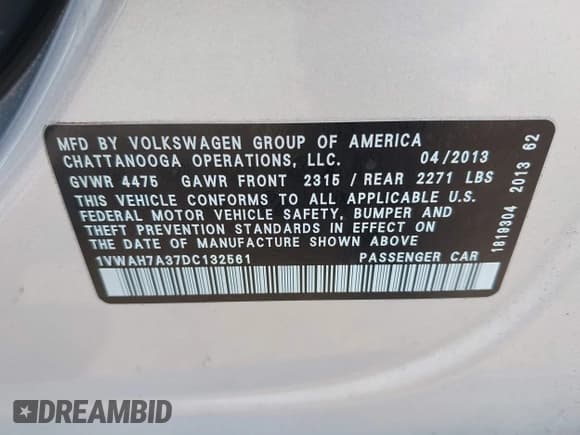 MFD BY VOLKSWAGEN GROUP OF AMERICA
CHATTANOOGA OPERATIONS, LLC. 04/2013
GVWR 4475 GAWR FRONT 2315 / REAR 2271 LBS
THIS VEHICLE CONFORMS TO ALL APPLICABLE U.S.
FEDERAL MOTOR VEHICLE SAFETY, BUMPER AND
THEFT PREVENTION STANDARDS IN EFFECT ON
THE DATE OF MANUFACTURE SHOWN ABOVE
1VWAH7A37DC132561 PASSENGER CAR
1819304 2013 62
DREAMBID